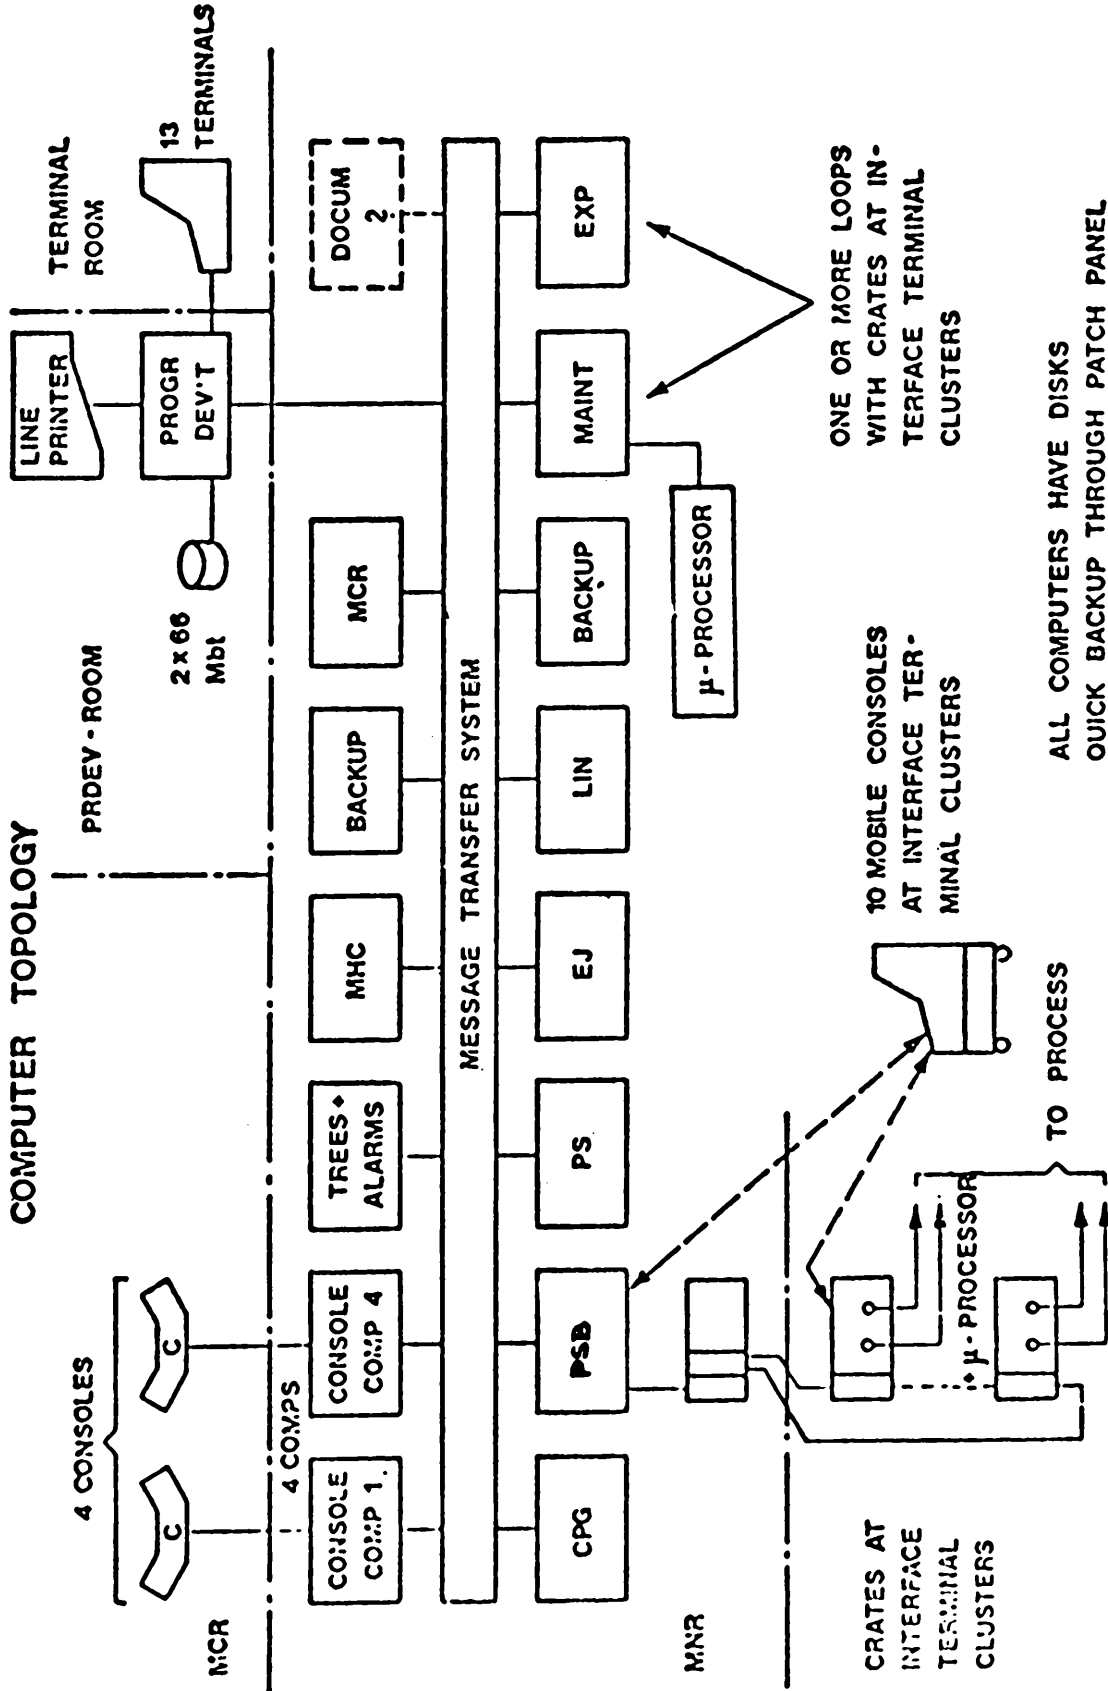 COMPUTER TOPOLOGY
4 CONSOLES
C
C
MCR
4 COMPS
PRDEV - ROOM
2 x 66
Mbt
LINE
PRINTER
PROGR
DEV'T
TERMINAL
ROOM
13
TERMINALS
CONSOLE
COMP 1.
CONSOLE
COMP 4
TREES +
ALARMS
MHC
BACKUP
MCR
DOCUM
2
MESSAGE TRANSFER SYSTEM
CPG
PSB
PS
EJ
LIN
BACKUP
MAINT
EXP
MNR
μ - PROCESSOR
CRATES AT
INTERFACE
TERMINAL
CLUSTERS
+ μ - PROCESSOR
TO PROCESS
10 MOBILE CONSOLES
AT INTERFACE TER-
MINAL CLUSTERS
ONE OR MORE LOOPS
WITH CRATES AT IN-
TERFACE TERMINAL
CLUSTERS
ALL COMPUTERS HAVE DISKS
QUICK BACKUP THROUGH PATCH PANEL